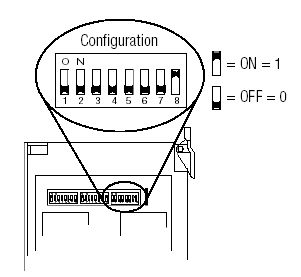 Configuration
O N
1 2 3 4 5 6 7 8
= ON = 1
= OFF = 0